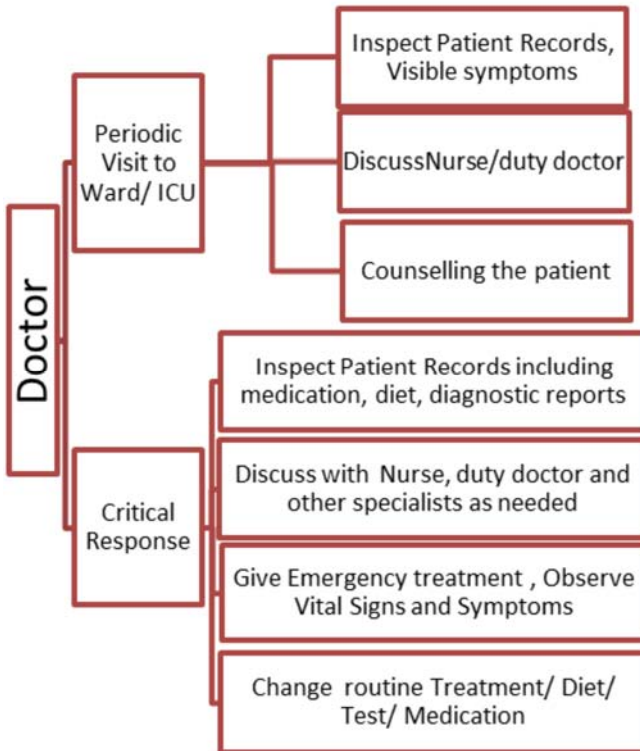 Doctor
Periodic
Visit to
Ward/ ICU
Inspect Patient Records,
Visible symptoms
DiscussNurse/duty doctor
Counselling the patient
Critical
Response
Inspect Patient Records including
medication, diet, diagnostic reports
Discuss with Nurse, duty doctor and
other specialists as needed
Give Emergency treatment , Observe
Vital Signs and Symptoms
Change routine Treatment/ Diet/
Test/ Medication